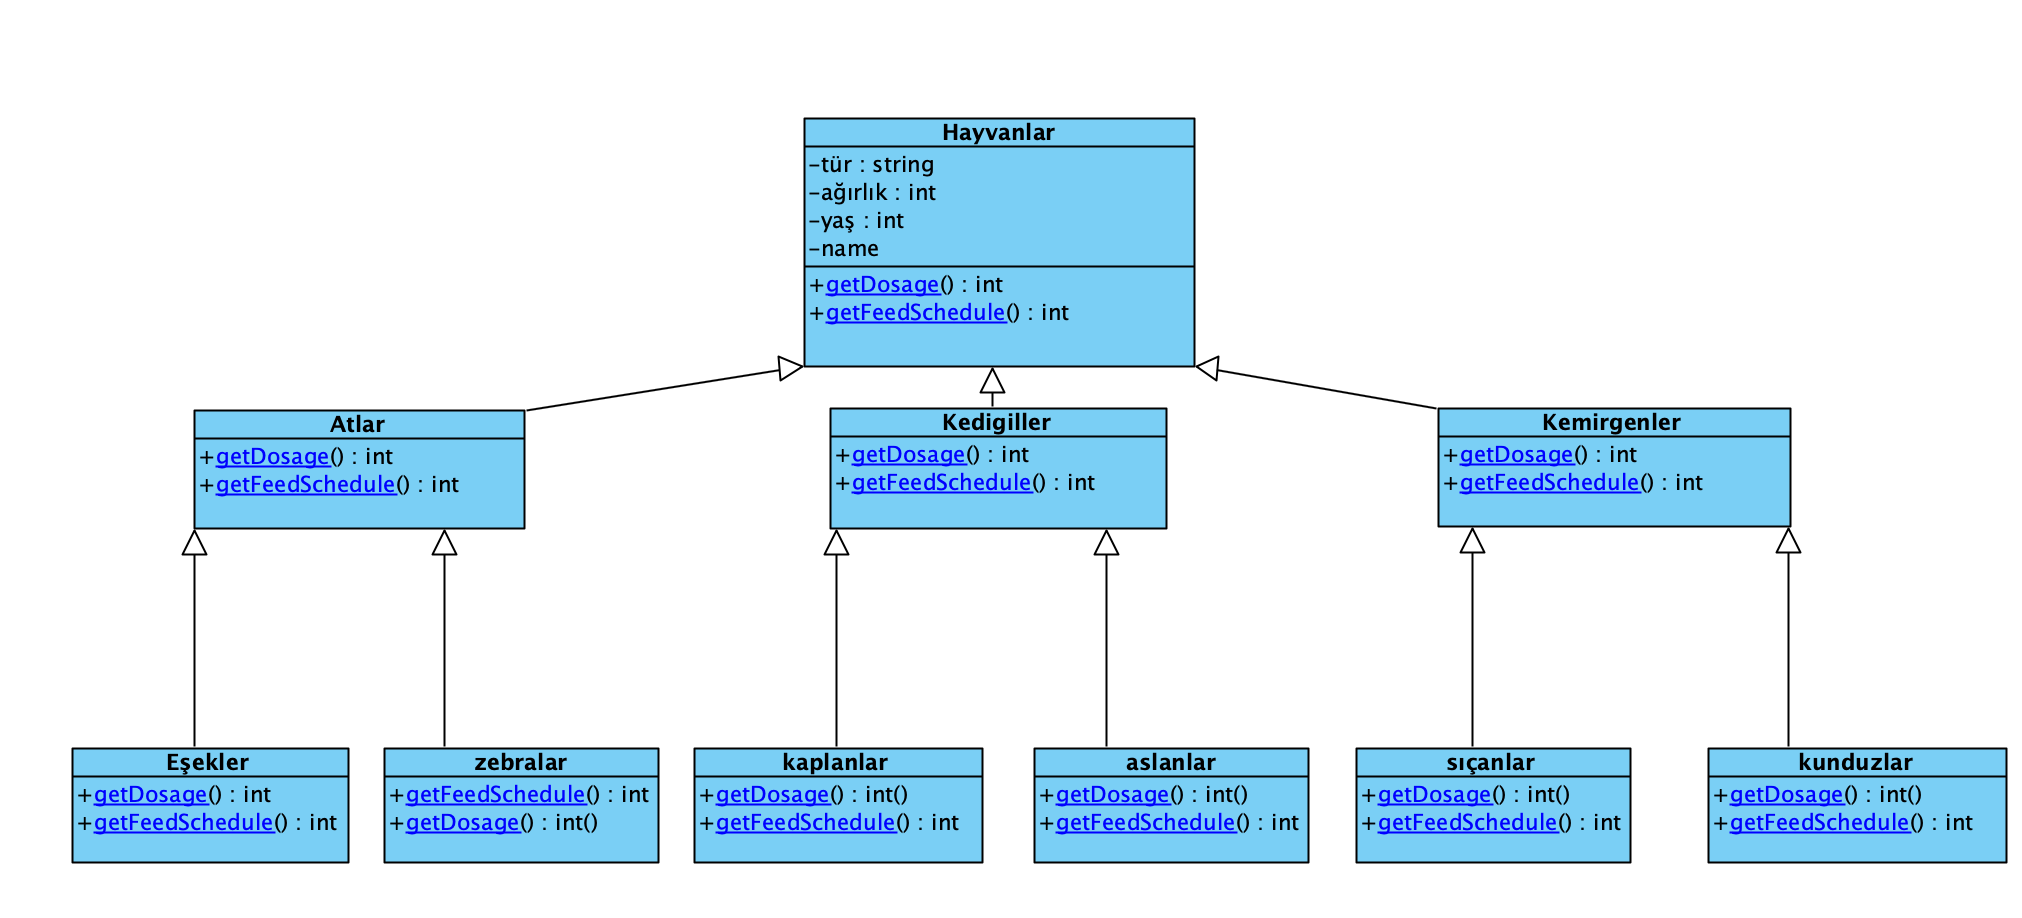 Hayvanlar
-tür : string
-ağırlık : int
-yaş : int
-name
+getDosage() : int
+getFeedSchedule() : int
Atlar
+getDosage() : int
+getFeedSchedule() : int
Kedigiller
+getDosage() : int
+getFeedSchedule() : int
Kemirgenler
+getDosage() : int
+getFeedSchedule() : int
Eşekler
+getDosage() : int
+getFeedSchedule() : int
zebralar
+getFeedSchedule() : int
+getDosage() : int()
kaplanlar
+getDosage() : int()
+getFeedSchedule() : int
aslanlar
+getDosage() : int()
+getFeedSchedule() : int
sıçanlar
+getDosage() : int()
+getFeedSchedule() : int
kunduzlar
+getDosage() : int()
+getFeedSchedule() : int